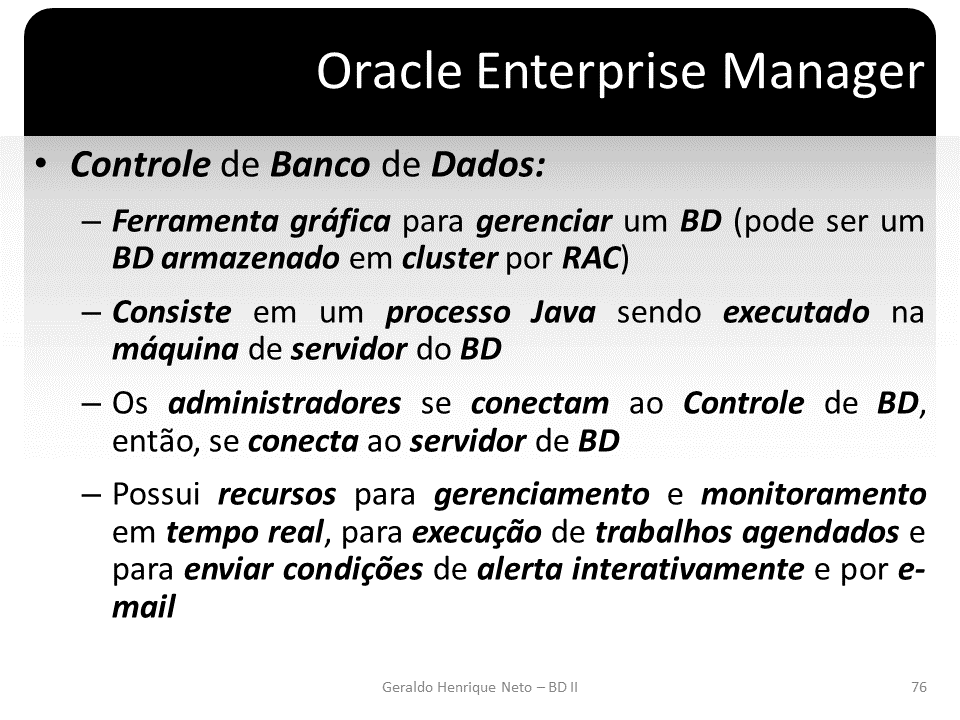 Oracle Enterprise Manager
• Controle de Banco de Dados:
– Ferramenta gráfica para gerenciar um BD (pode ser um
BD armazenado em cluster por RAC)
– Consiste em um processo Java sendo executado na
máquina de servidor do BD
– Os administradores se conectam ao Controle de BD,
então, se conecta ao servidor de BD
– Possui recursos para gerenciamento e monitoramento
em tempo real, para execução de trabalhos agendados e
para enviar condições de alerta interativamente e por e-
mail
Geraldo Henrique Neto – BD II
76